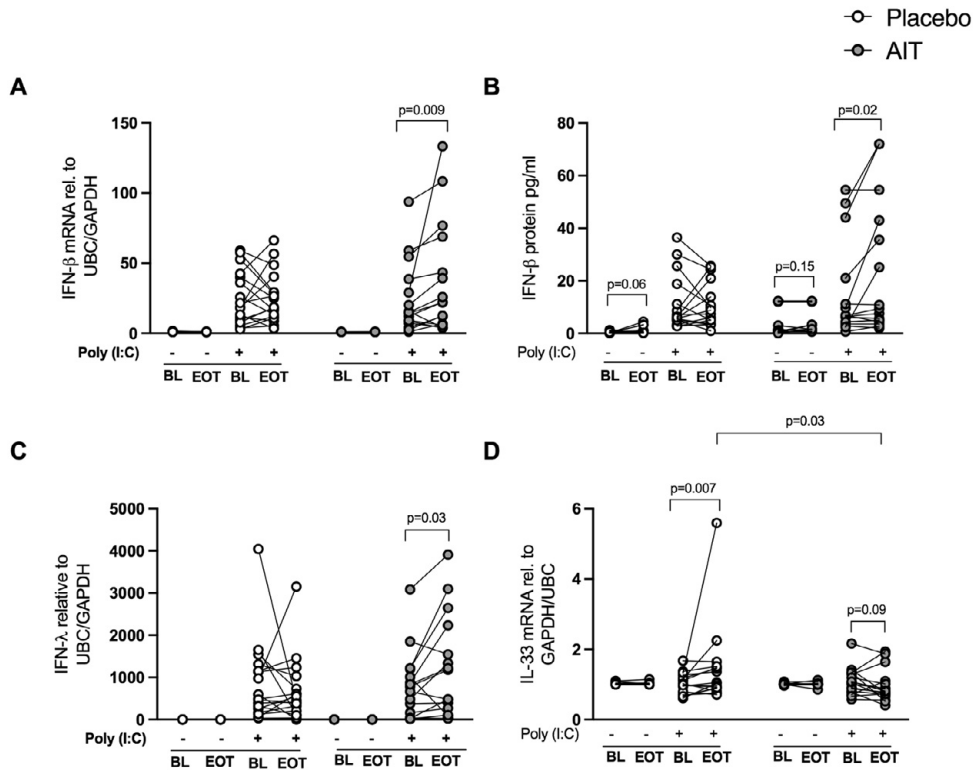 Placebo
AIT
A
IFN-β mRNA rel. to
UBC/GAPDH
150
100
50
0
p=0.009
Poly (I:C) - - + + - - + +
BL EOT BL EOT BL EOT BL EOT
B
IFN-β protein pg/ml
80
60
40
20
0
p=0.06
p=0.15
p=0.02
Poly (I:C) - - + + - - + +
BL EOT BL EOT BL EOT BL EOT
C
IFN-λ relative to
UBC/GAPDH
5000
4000
3000
2000
1000
0
p=0.03
Poly (I:C) - - + + - - + +
BL EOT BL EOT BL EOT BL EOT
D
IL-33 mRNA rel. to
GAPDH/UBC
6
4
2
0
p=0.03
p=0.007
p=0.09
Poly (I:C) - - + + - - + +
BL EOT BL EOT BL EOT BL EOT